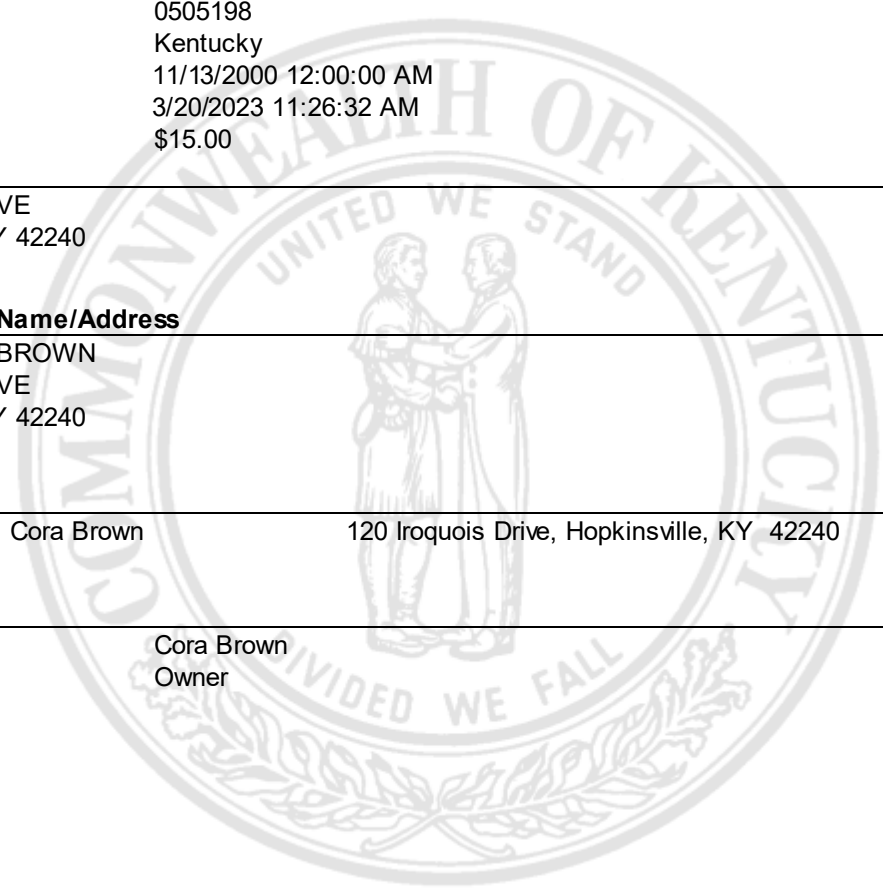 0505198
Kentucky
11/13/2000 12:00:00 AM
3/20/2023 11:26:32 AM
$15.00
VE
Y 42240
Name/Address
BROWN
VE
Y 42240
Cora Brown 120 Iroquois Drive, Hopkinsville, KY 42240
Cora Brown
Owner
COMMONWEALTH OF KENTUCKY
UNITED WE STAND
DIVIDED WE FALL